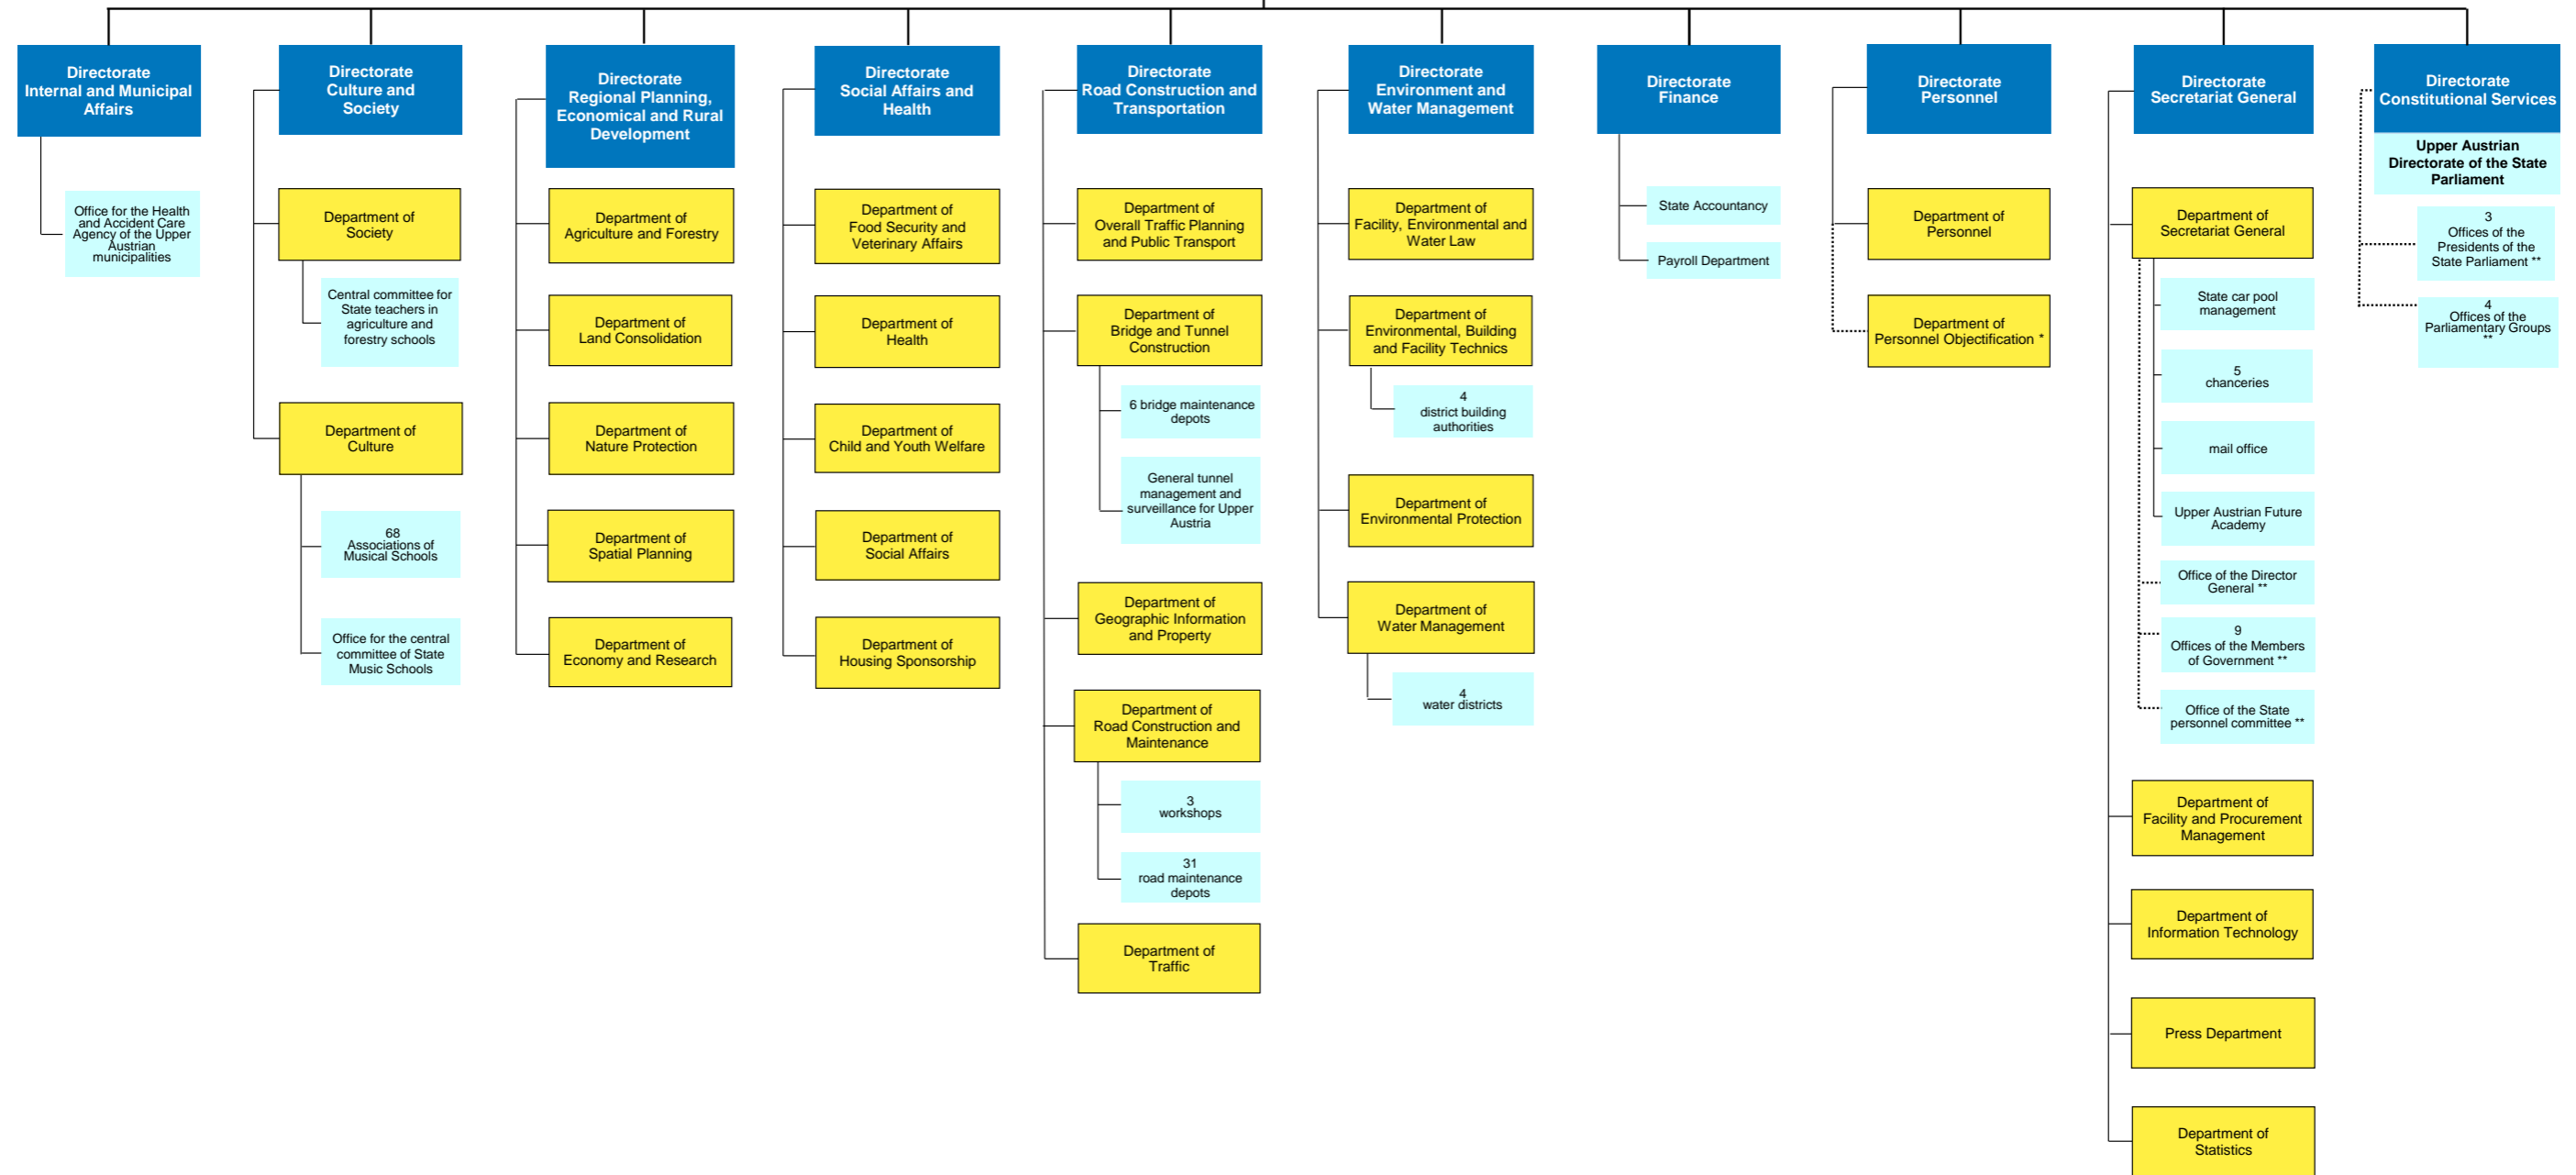 Directorate
Internal and Municipal
Affairs
Office for the Health
and Accident Care
Agency of the Upper
Austrian
municipalities
Directorate
Culture and
Society
Department of
Society
Central committee for
State teachers in
agriculture and
forestry schools
Department of
Culture
68
Associations of
Musical Schools
Office for the central
committee of State
Music Schools
Directorate
Regional Planning,
Economical and Rural
Development
Department of
Agriculture and Forestry
Department of
Land Consolidation
Department of
Nature Protection
Department of
Spatial Planning
Department of
Economy and Research
Directorate
Social Affairs and
Health
Department of
Food Security and
Veterinary Affairs
Department of
Health
Department of
Child and Youth Welfare
Department of
Social Affairs
Department of
Housing Sponsorship
Directorate
Road Construction and
Transportation
Department of
Overall Traffic Planning
and Public Transport
Department of
Bridge and Tunnel
Construction
6 bridge maintenance
depots
General tunnel
management and
surveillance for Upper
Austria
Department of
Geographic Information
and Property
Department of
Road Construction and
Maintenance
3
workshops
31
road maintenance
depots
Department of
Traffic
Directorate
Environment and
Water Management
Department of
Facility, Environmental and
Water Law
Department of
Environmental, Building
and Facility Technics
4
district building
authorities
Department of
Environmental Protection
Department of
Water Management
4
water districts
Directorate
Finance
State Accountancy
Payroll Department
Directorate
Personnel
Department of
Personnel
Department of
Personnel Objectification *
Directorate
Secretariat General
Department of
Secretariat General
State car pool
management
5
chanceries
mail office
Upper Austrian Future
Academy
Office of the Director
General **
9
Offices of the Members
of Government **
Office of the State
personnel committee **
Department of
Facility and Procurement
Management
Department of
Information Technology
Press Department
Department of
Statistics
Directorate
Constitutional Services
Upper Austrian
Directorate of the State
Parliament
3
Offices of the
Presidents of the
State Parliament **
4
Offices of the
Parliamentary Groups
**